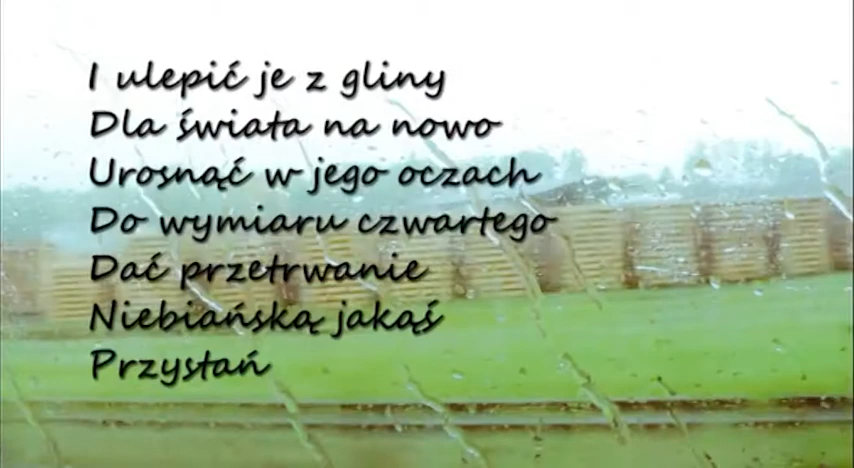 I ulepić je z gliny
Dla świata na nowo
Urosnąć w jego oczach
Do wymiaru czwartego
Dać przetrwanie
Niebiańską jakąś
Przystań